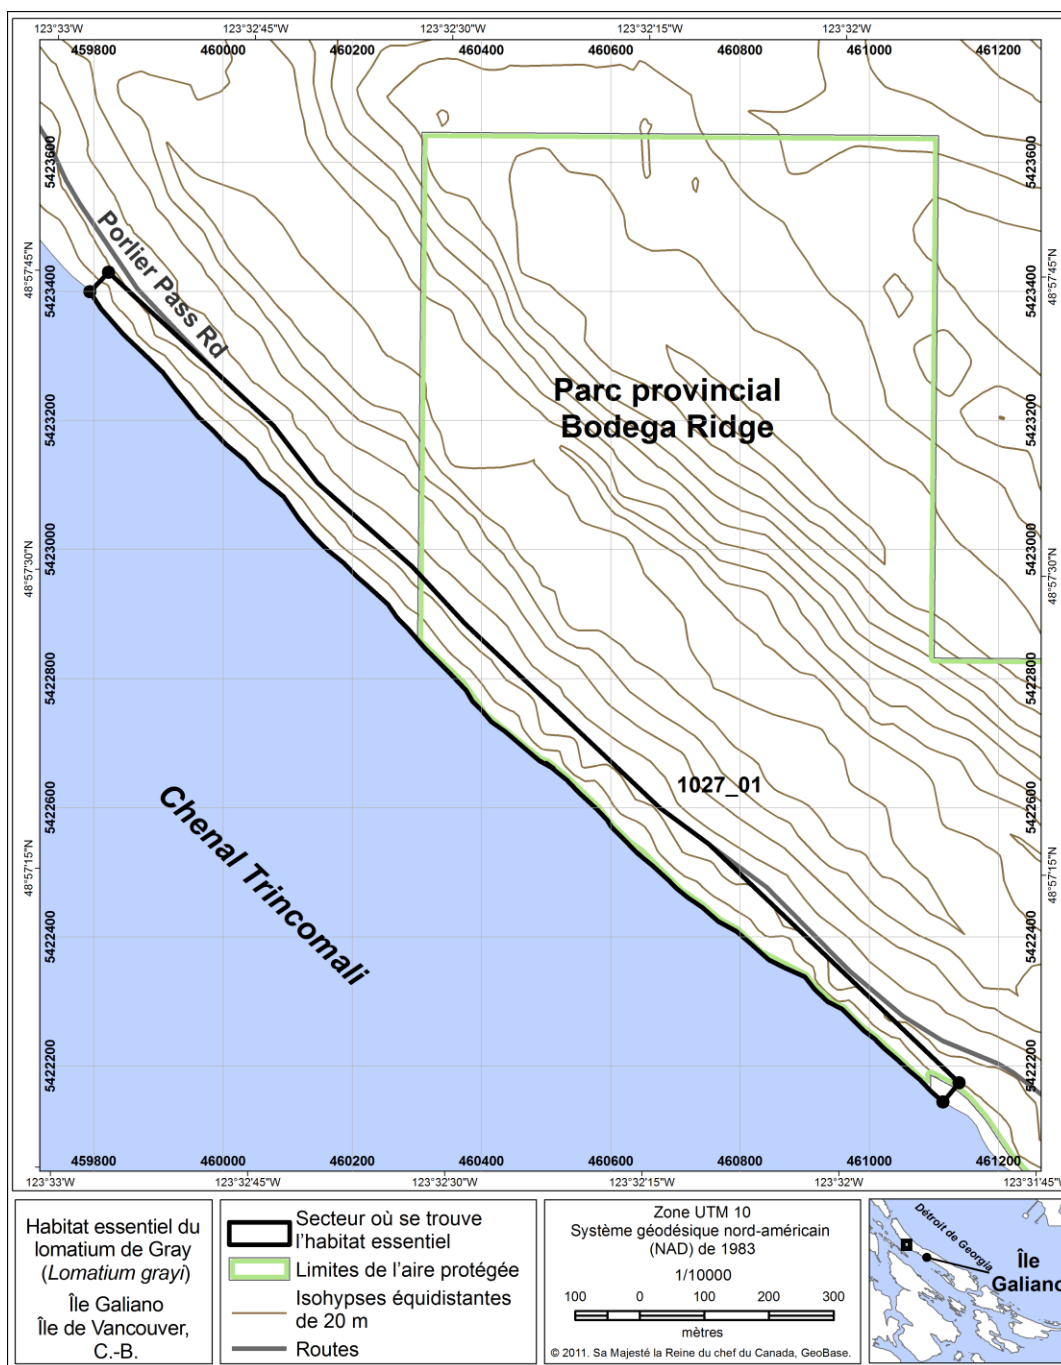 123°33'W 123°32'45"W 123°32'30"W 123°32'15"W 123°32'W
459800 460000 460200 460400 460600 460800 461000 461200
5423600 5423600
Porlier Pass Rd
48°57'45"N 48°57'45"N
5423400 5423400
Parc provincial
Bodega Ridge
5423200 5423200
5423000 5423000
48°57'30"N 48°57'30"N
5422800 5422800
1027_01
5422600 5422600
Chenal Trincomali
48°57'15"N 48°57'15"N
5422400 5422400
5422200 5422200
459800 460000 460200 460400 460600 460800 461000 461200
123°33'W 123°32'45"W 123°32'30"W 123°32'15"W 123°32'W 123°31'45"W
Habitat essentiel du
lomatium de Gray
(Lomatium grayi)
Île Galiano
Île de Vancouver,
C.-B.
Secteur où se trouve
l'habitat essentiel
Limites de l'aire protégée
Isohypses équidistantes
de 20 m
Routes
Zone UTM 10
Système géodésique nord-américain
(NAD) de 1983
1/10000
100 0 100 200 300
mètres
© 2011. Sa Majesté la Reine du chef du Canada, GeoBase.
Détroit de Georgia
Île
Galiano